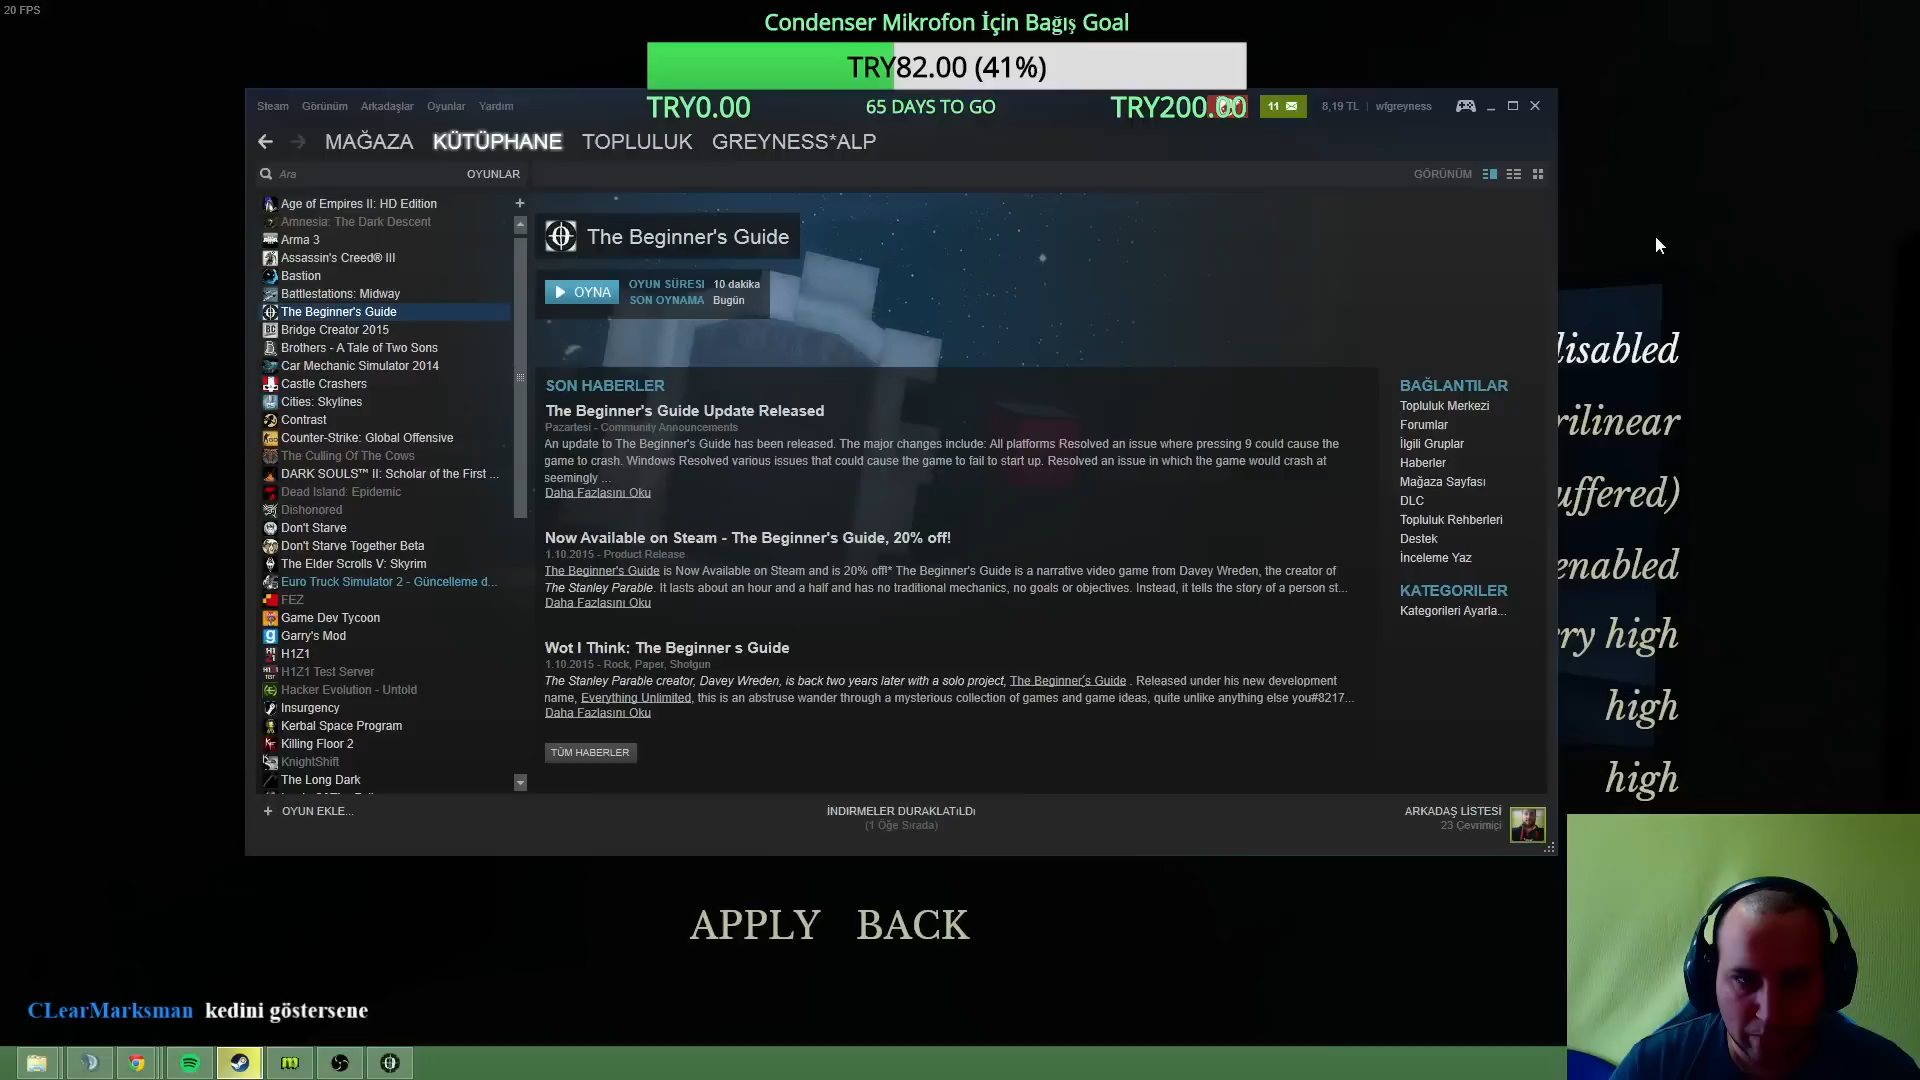 20 FPS
Condenser Mikrofon İçin Bağış Goal
TRY82.00 (41%)
TRY0.00
65 DAYS TO GO
TRY200.00
Steam
Görünüm
Arkadaşlar
Oyunlar
Yardım
11
8,19 TL
wfgreyness
MAĞAZA
KÜTÜPHANE
TOPLULUK
GREYNESS*ALP
Ara
OYUNLAR
GÖRÜNÜM
Age of Empires II: HD Edition
Amnesia: The Dark Descent
Arma 3
Assassin's Creed® III
Bastion
Battlestations: Midway
The Beginner's Guide
Bridge Creator 2015
Brothers - A Tale of Two Sons
Car Mechanic Simulator 2014
Castle Crashers
Cities: Skylines
Contrast
Counter-Strike: Global Offensive
The Culling Of The Cows
DARK SOULS™ II: Scholar of the First ...
Dead Island: Epidemic
Dishonored
Don't Starve
Don't Starve Together Beta
The Elder Scrolls V: Skyrim
Euro Truck Simulator 2 - Güncelleme d...
FEZ
Game Dev Tycoon
Garry's Mod
H1Z1
H1Z1 Test Server
Hacker Evolution - Untold
Insurgency
Kerbal Space Program
Killing Floor 2
KnightShift
The Long Dark
OYUN EKLE...
The Beginner's Guide
OYNA
OYUN SÜRESİ 10 dakika
SON OYNAMA Bugün
SON HABERLER
The Beginner's Guide Update Released
Pazartesi - Community Announcements
An update to The Beginner's Guide has been released. The major changes include: All platforms Resolved an issue where pressing 9 could cause the
game to crash. Windows Resolved various issues that could cause the game to fail to start up. Resolved an issue in which the game would crash at
seemingly ...
Daha Fazlasını Oku
Now Available on Steam - The Beginner's Guide, 20% off!
1.10.2015 - Product Release
The Beginner's Guide is Now Available on Steam and is 20% off!* The Beginner's Guide is a narrative video game from Davey Wreden, the creator of
The Stanley Parable. It lasts about an hour and a half and has no traditional mechanics, no goals or objectives. Instead, it tells the story of a person st...
Daha Fazlasını Oku
Wot I Think: The Beginner s Guide
1.10.2015 - Rock, Paper, Shotgun
The Stanley Parable creator, Davey Wreden, is back two years later with a solo project, The Beginner's Guide . Released under his new development
name, Everything Unlimited, this is an abstruse wander through a mysterious collection of games and game ideas, quite unlike anything else you#8217...
Daha Fazlasını Oku
TÜM HABERLER
BAĞLANTILAR
Topluluk Merkezi
Forumlar
İlgili Gruplar
Haberler
Mağaza Sayfası
DLC
Topluluk Rehberleri
Destek
İnceleme Yaz
KATEGORILER
Kategorileri Ayarla...
İNDIRMELER DURAKLATıLDı
(1 Öğe Sırada)
ARKADAŞ LİSTESİ
23 Çevrimiçi
disabled
rilinear
uffered)
enabled
ry high
high
high
APPLY BACK
CLearMarksman kedini göstersene